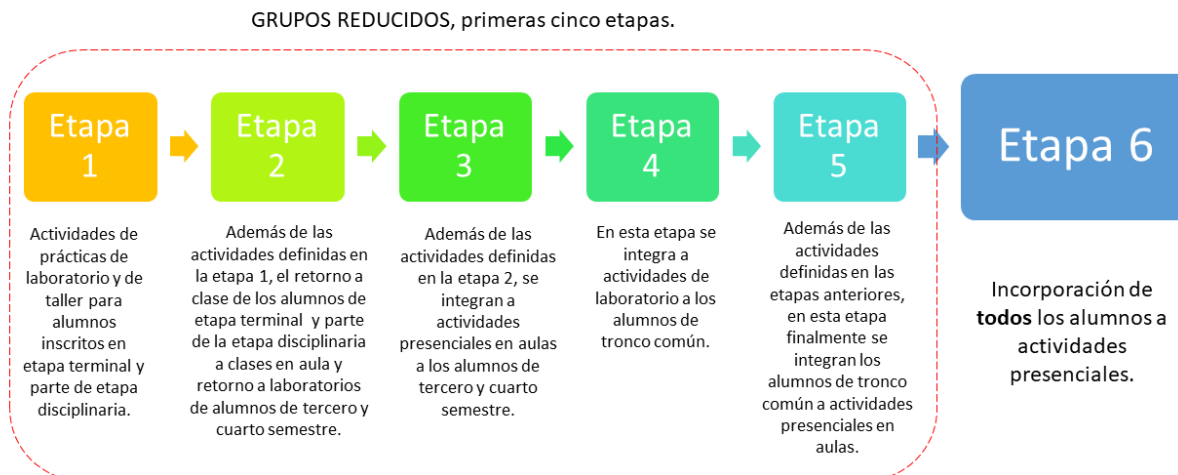 GRUPOS REDUCIDOS, primeras cinco etapas.
Etapa
1
Actividades de
prácticas de
laboratorio y de
taller para
alumnos
inscritos en
etapa terminal y
parte de etapa
disciplinaria.
Etapa
2
Además de las
actividades definidas en
la etapa 1, el retorno a
clase de los alumnos de
etapa terminal y parte
de la etapa disciplinaria
a clases en aula y
retorno a laboratorios
de alumnos de tercero y
cuarto semestre.
Etapa
3
Además de las
actividades definidas
en la etapa 2, se
integran a
actividades
presenciales en aulas
a los alumnos de
tercero y cuarto
semestre.
Etapa
4
En esta etapa se
integra a
actividades de
laboratorio a los
alumnos de
tronco común.
Etapa
5
Además de las
actividades
definidas en las
etapas anteriores,
en esta etapa
finalmente se
integran los
alumnos de tronco
común a actividades
presenciales en
aulas.
Etapa 6
Incorporación de
todos los alumnos a
actividades
presenciales.